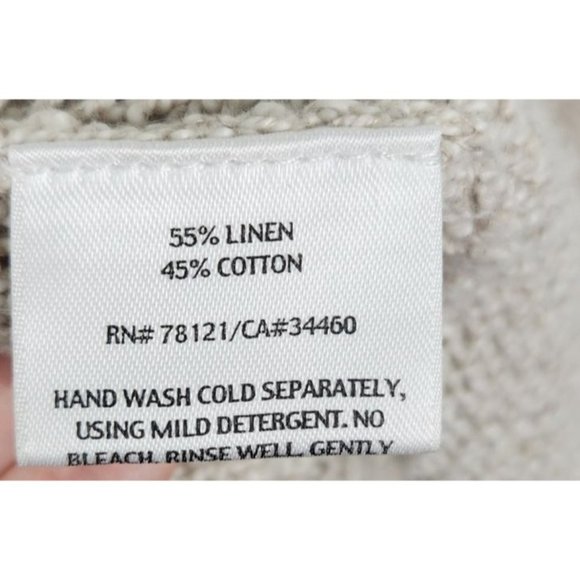 55% LINEN
45% COTTON
RN# 78121/CA#34460
HAND WASH COLD SEPARATELY,
USING MILD DETERGENT. NO
BLEACH. RINSE WELL. GENTLY